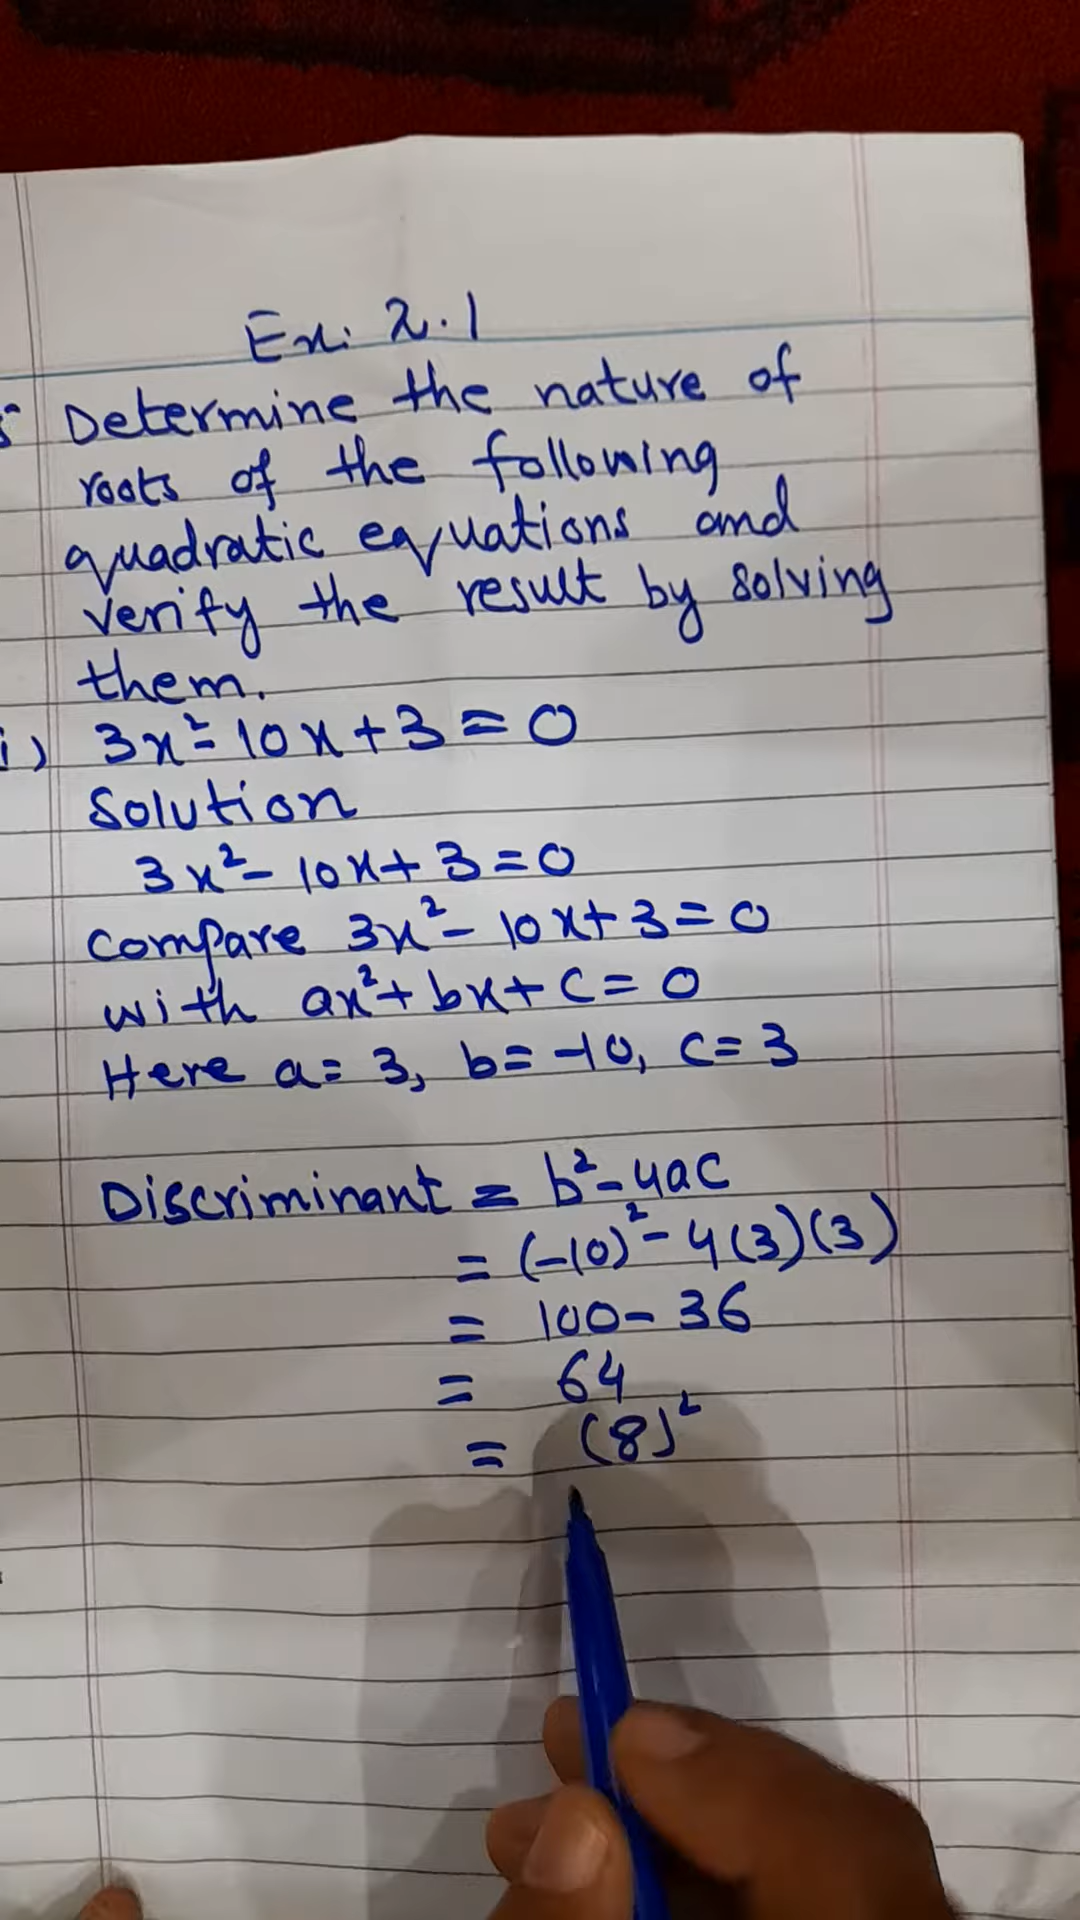 Ex: 2.1
Determine the nature of
roots of the following
quadratic equations and
verify the result by solving
them.
i) 3x²-10x+3=0
Solution
3x²-10x+3=0
Compare 3x²-10x+3=0
with ax²+bx+c=0
Here a=3, b=-10, c=3
Discriminant = b²-4ac
= (-10)²-4(3)(3)
= 100-36
= 64
= (8)²